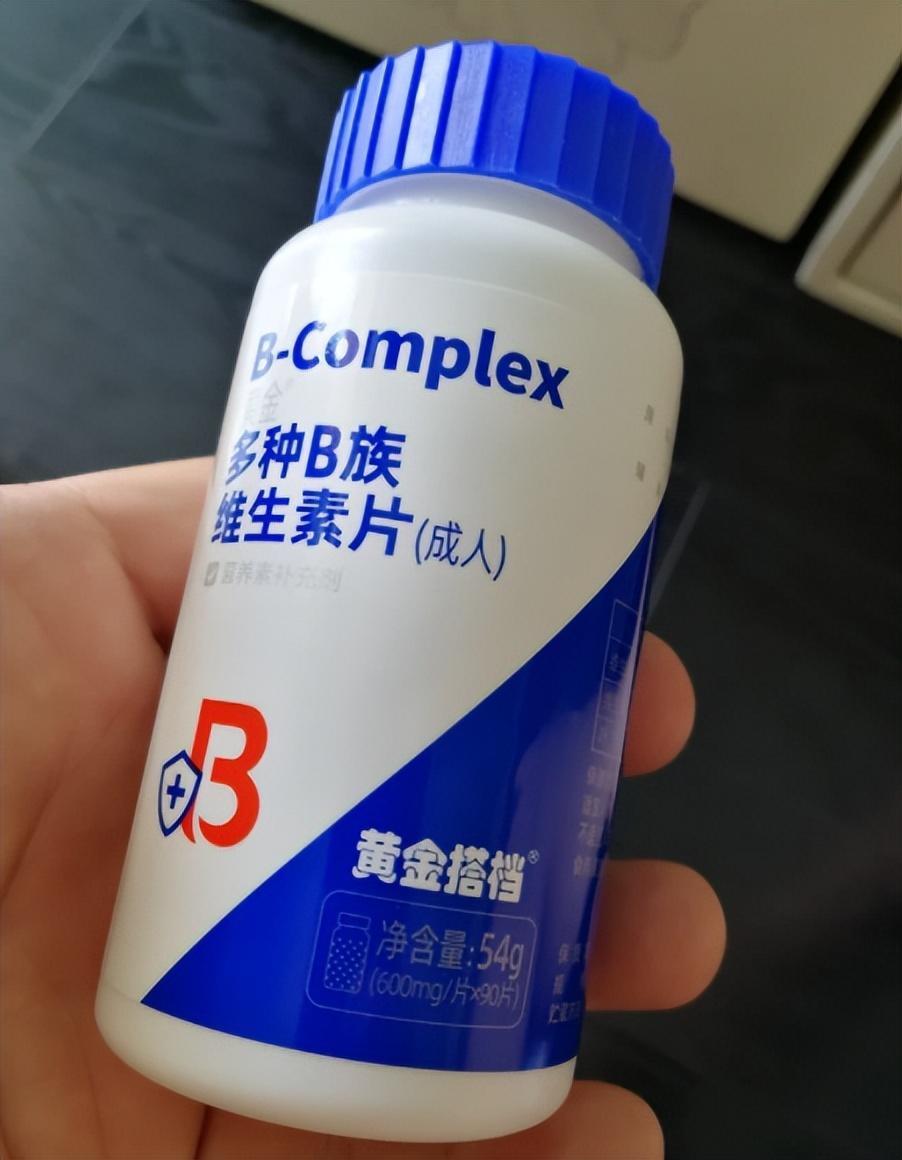 B-Complex
多种B族
维生素片(成人)
营养素补充剂
B
黄金搭档®
净含量:54g
(600mg/片×90片)